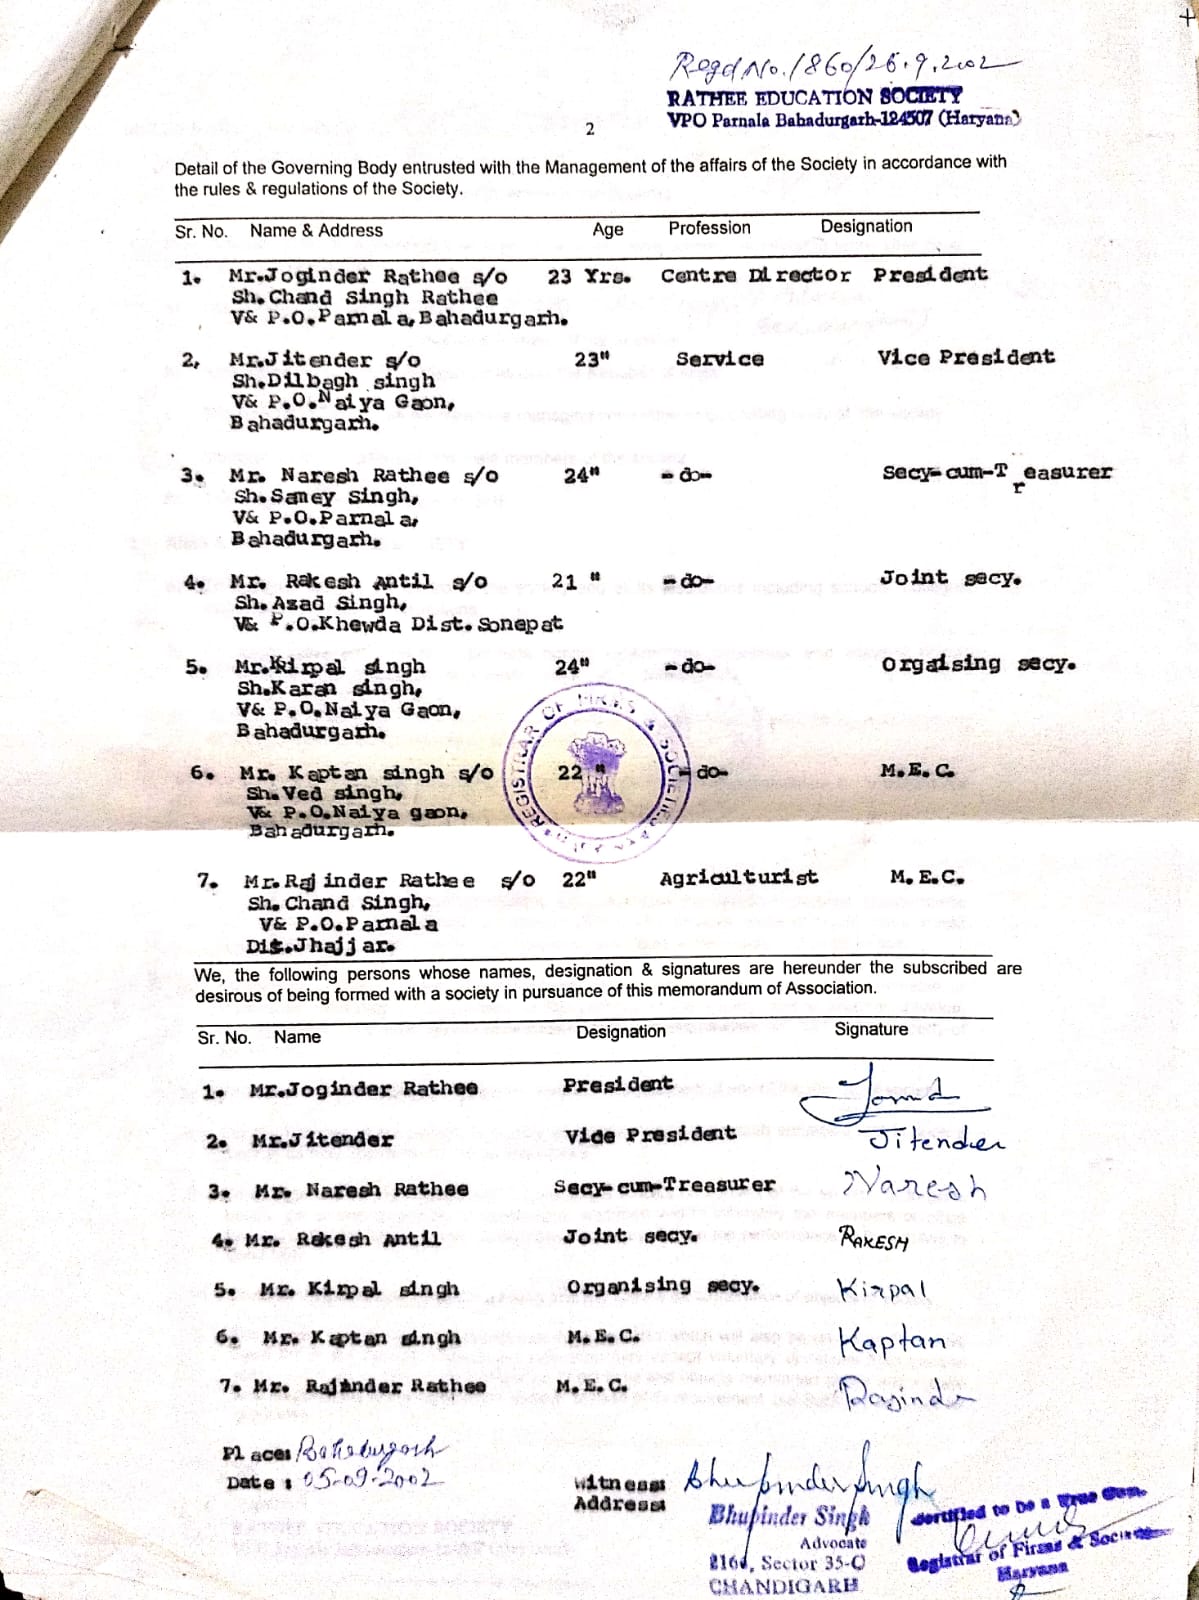 Regd No. 1860/26.9.2002
RATHEE EDUCATION SOCIETY
VPO Parnala Bahadurgarh-124507 (Haryana)
2
Detail of the Governing Body entrusted with the Management of the affairs of the Society in accordance with
the rules & regulations of the Society.
Sr. No. Name & Address Age Profession Designation
1. Mr.Joginder Rathee s/o 23 Yrs. Centre Director President
Sh.Chand Singh Rathee
V& P.O.Parnala,Bahadurgarh.
2, Mr.Jitender s/o 23" Service Vice President
Sh.Dilbagh singh
V& P.O.Naiya Gaon,
Bahadurgarh.
3. Mr. Naresh Rathee s/o 24" -do- Secy-cum-Treasurer
Sh.Saney Singh,
V& P.O.Parnala,
Bahadurgarh.
4. Mr. Rakesh Antil s/o 21 " -do- Joint secy.
Sh.Azad Singh,
V& P.O.Khewda Dist.Sonepat
5. Mr.Kirpal singh 24" -do- Orgaising secy.
Sh.Karan singh,
V& P.O.Naiya Gaon,
Bahadurgarh.
6. Mr. Kaptan singh s/o 22 " -do- M.E.C.
Sh.Ved singh,
V& P.O.Naiya gaon,
Bahadurgarh.
REGISTRAR OF FIRMS & SOCIETIES
7. Mr.Rajinder Rathee s/o 22" Agriculturist M.E.C.
Sh.Chand Singh,
V& P.O.Parnala
Dis.Jhajjar.
We, the following persons whose names, designation & signatures are hereunder the subscribed are
desirous of being formed with a society in pursuance of this memorandum of Association.
Sr. No. Name Designation Signature
1. Mr.Joginder Rathee President
2. Mr.Jitender Vide President Jitender
3. Mr. Naresh Rathee Secy-cum-Treasurer Naresh
4. Mr. Rakesh Antil Joint secy. RAKESH
5. Mr. Kirpal singh Organising secy. Kirpal
6. Mr. Kaptan singh M.E.C. Kaptan
7. Mr. Rajinder Rathee M.E.C. Rajinder
Place: Bahadurgarh
Date : 05-09-2002
Witness: Bhupinder Singh
Address:
Bhupinder Singh
Advocate
Sector 35-C
CHANDIGARH
Certified to be a True Copy.
Registrar of Firms & Societies
Haryana